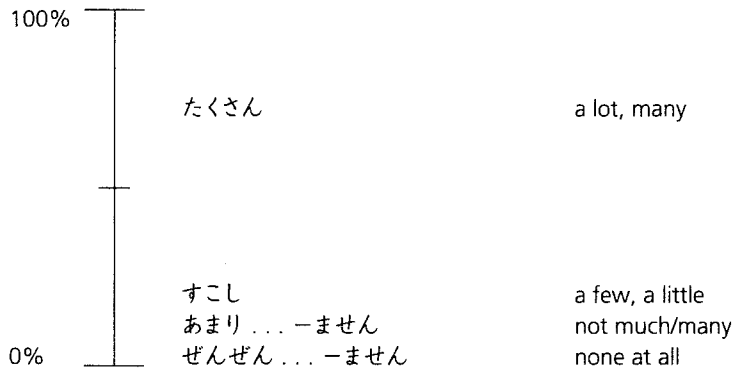 100%
たくさん a lot, many
すこし a few, a little
あまり . . . ーません not much/many
0% ぜんぜん . . . ーません none at all